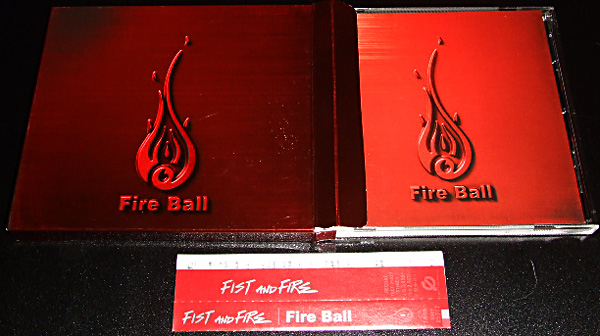 Fire Ball
Fire Ball
FIST AND FIRE
FIST AND FIRE | Fire Ball